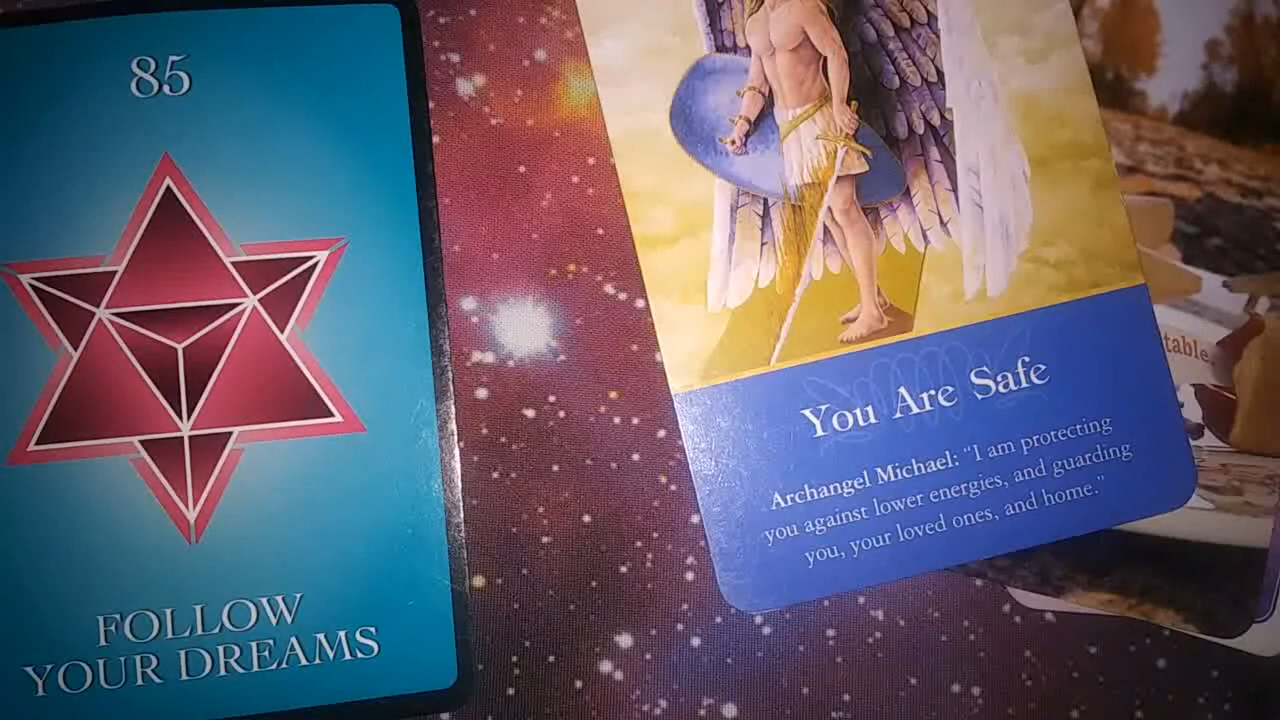 85
FOLLOW
YOUR DREAMS
You Are Safe
Archangel Michael: "I am protecting
you against lower energies, and guarding
you, your loved ones, and home."
table